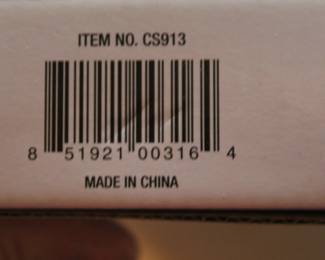 ITEM NO. CS913
8 51921 00316 4
MADE IN CHINA